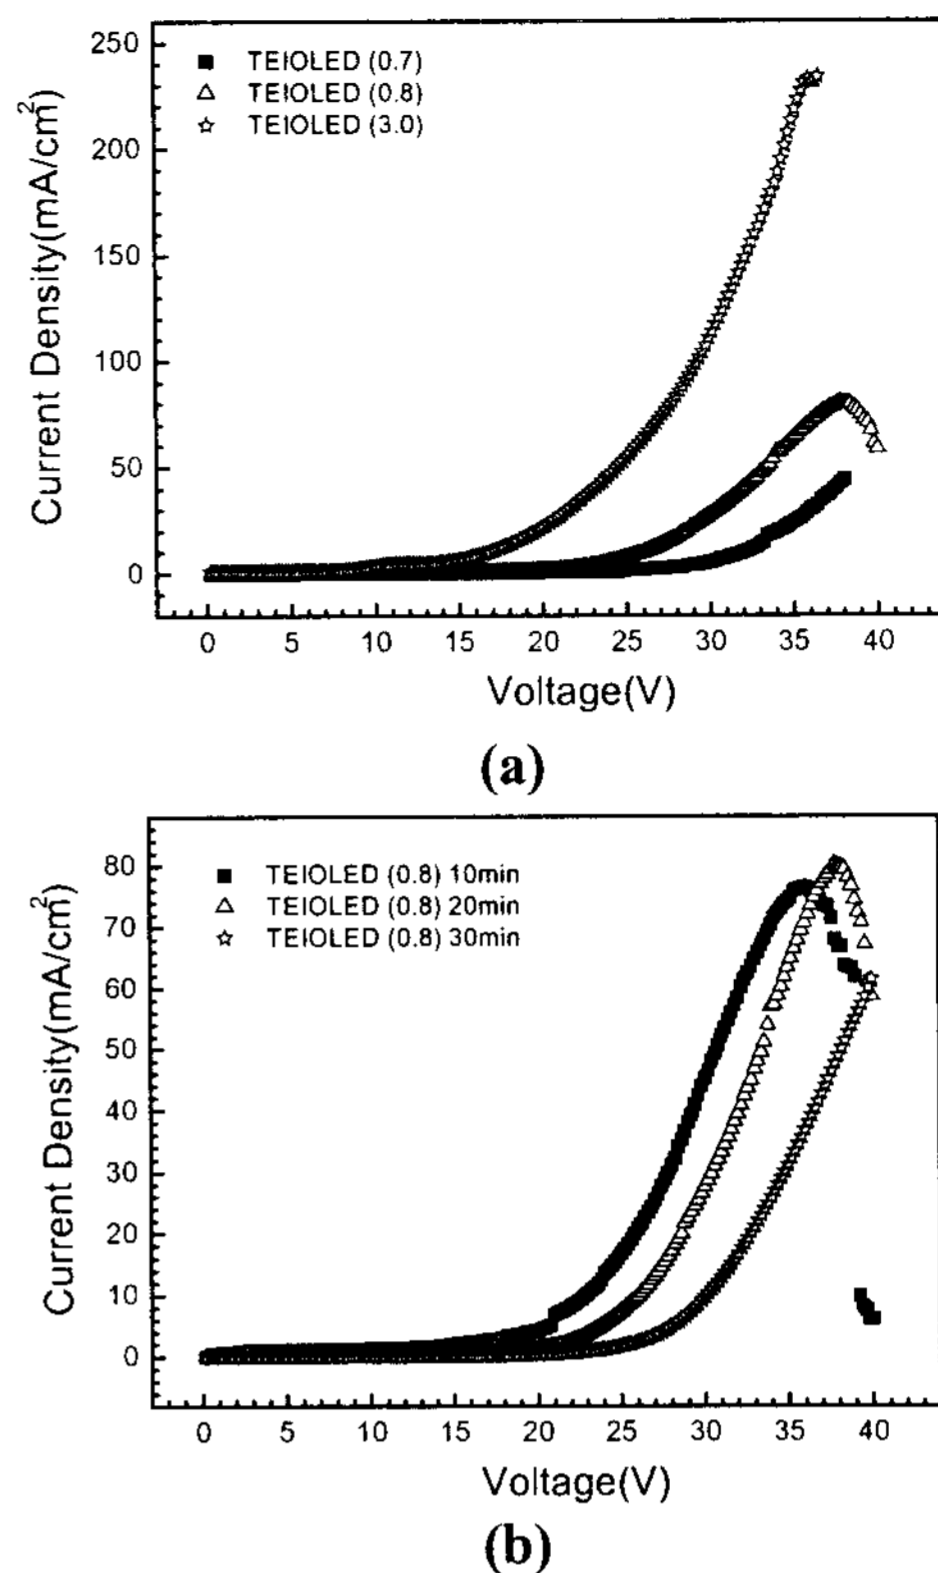 250
200
150
100
50
0
Current Density(mA/cm²)
TEIOLED (0.7)
TEIOLED (0.8)
TEIOLED (3.0)
0 5 10 15 20 25 30 35 40
Voltage(V)
(a)
80
70
60
50
40
30
20
10
0
Current Density(mA/cm²)
TEIOLED (0.8) 10min
TEIOLED (0.8) 20min
TEIOLED (0.8) 30min
0 5 10 15 20 25 30 35 40
Voltage(V)
(b)